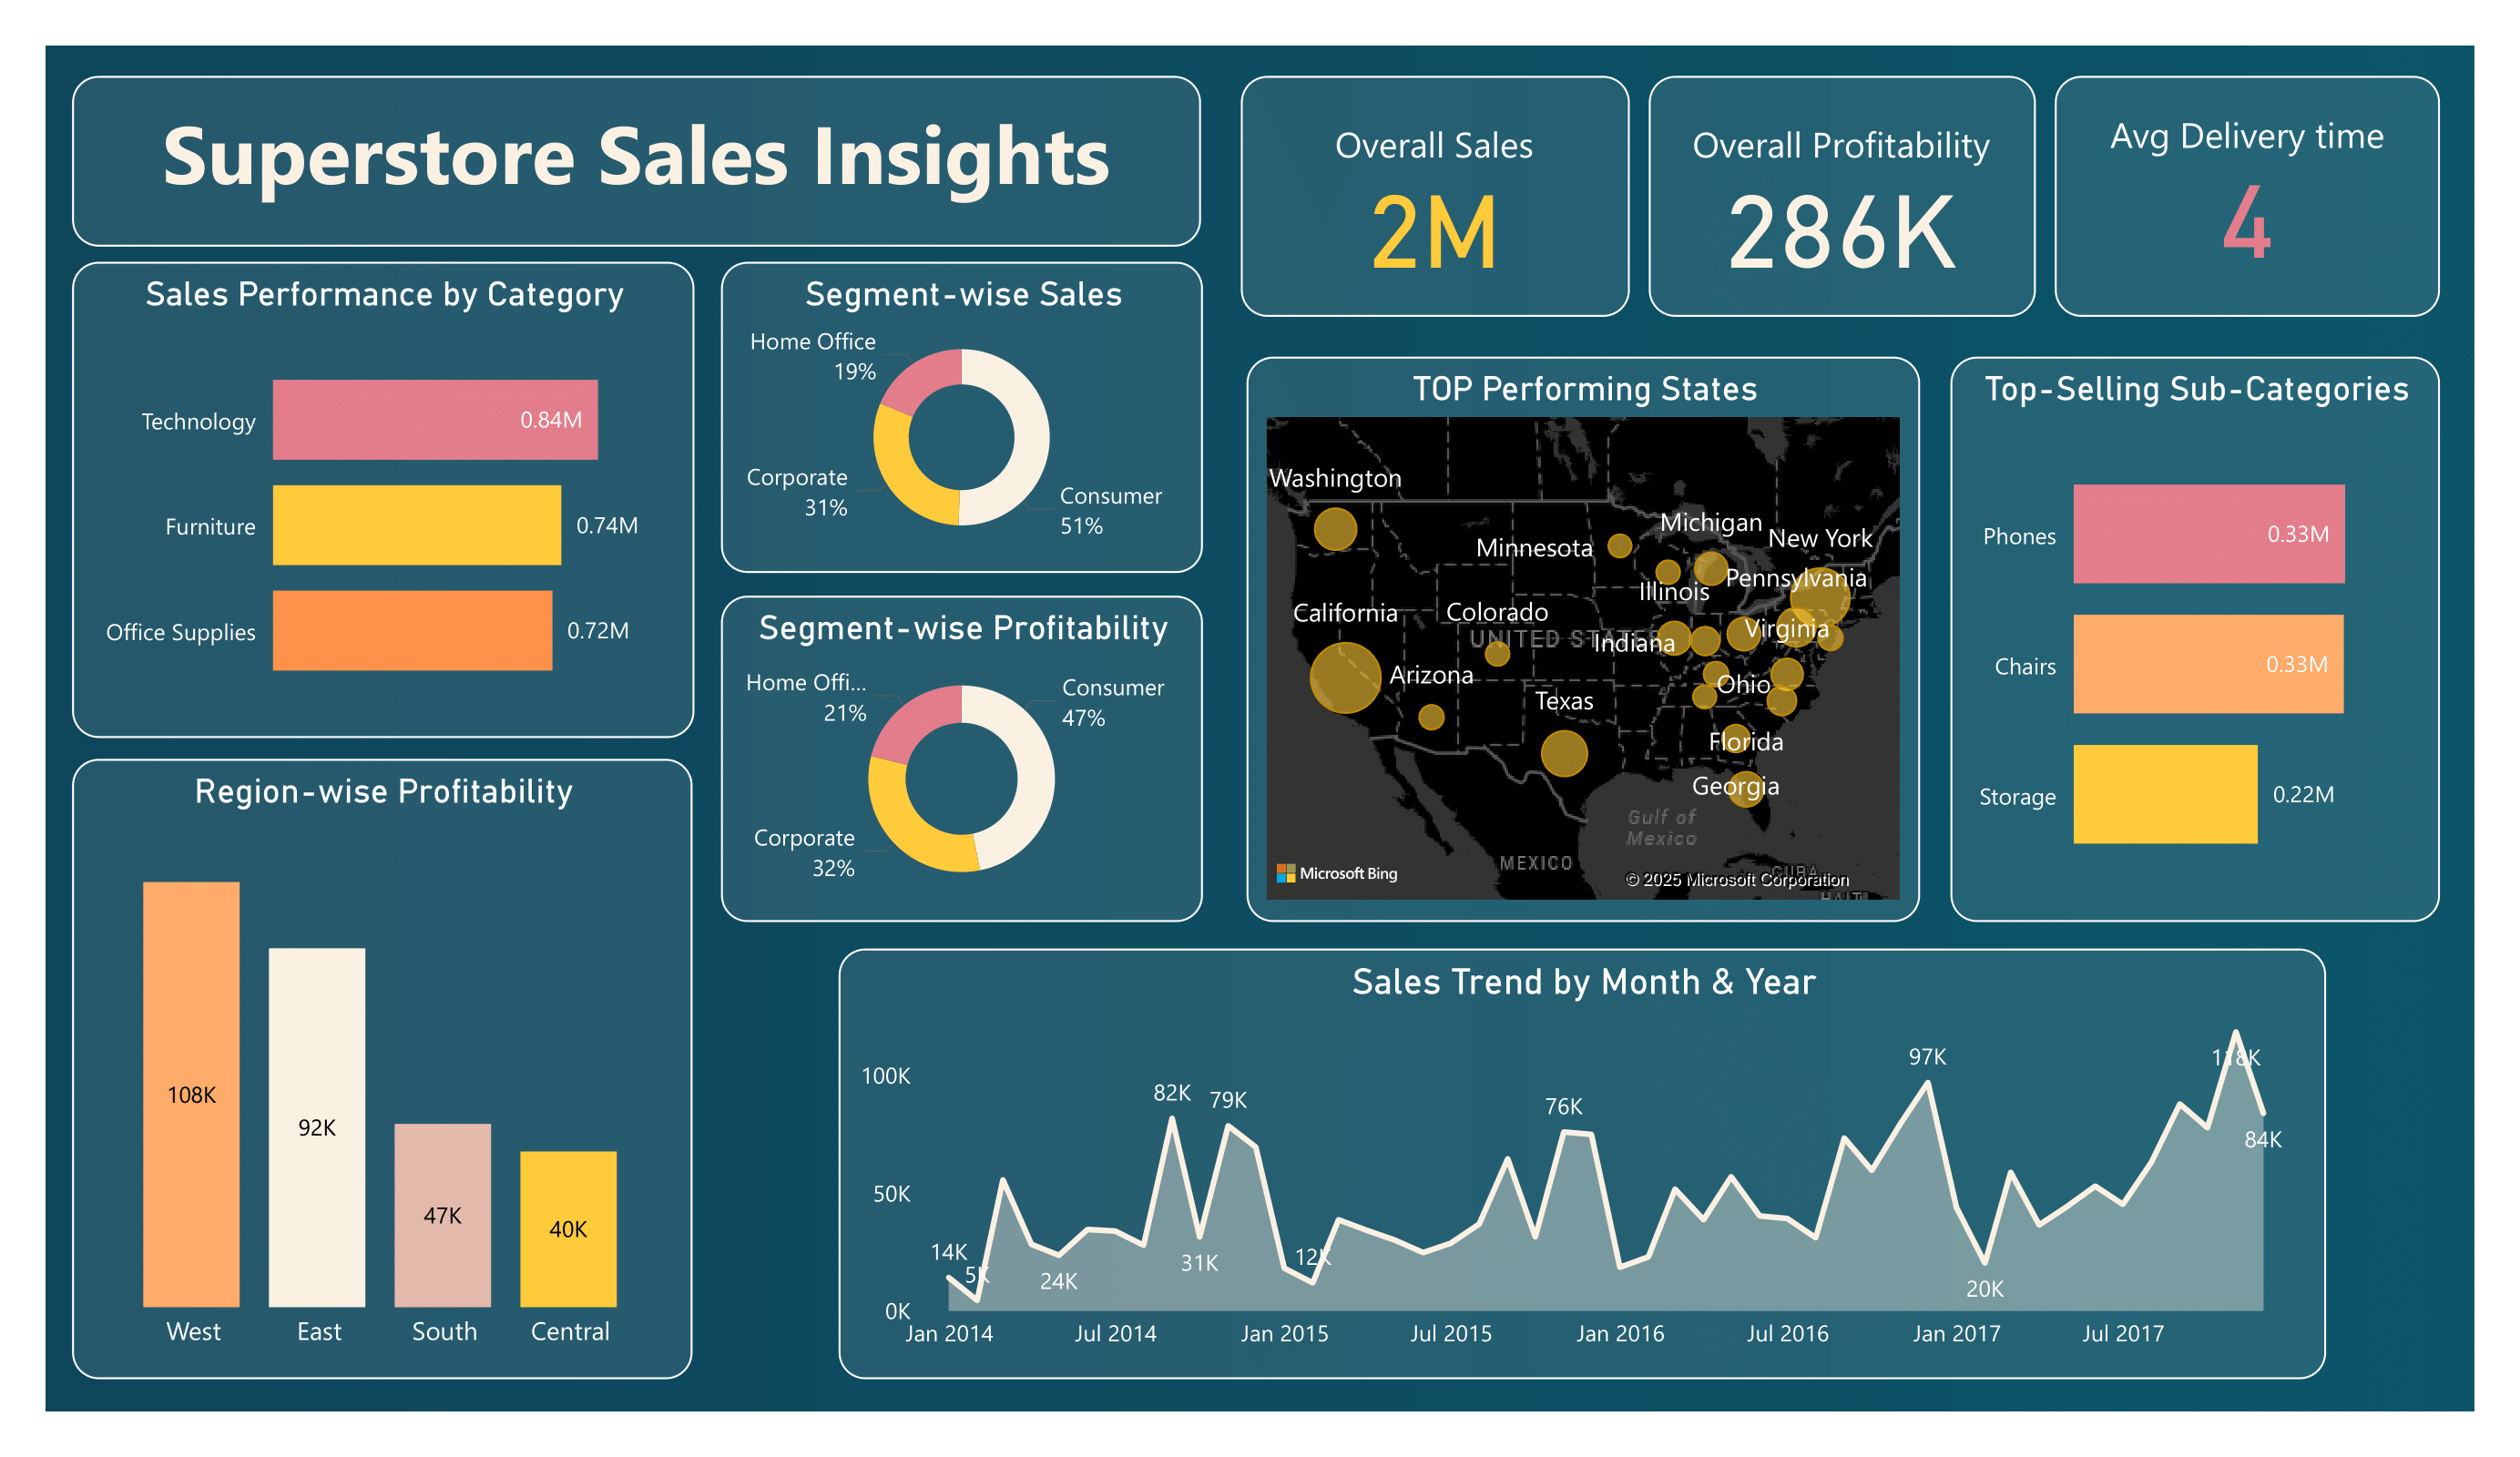 Superstore Sales Insights
Overall Sales
2M
Overall Profitability
286K
Avg Delivery time
4
Sales Performance by Category
Technology
0.84M
Furniture
0.74M
Office Supplies
0.72M
Segment-wise Sales
Home Office
19%
Corporate
31%
Consumer
51%
Segment-wise Profitability
Home Offi...
21%
Consumer
47%
Corporate
32%
TOP Performing States
Washington
Michigan
New York
Minnesota
Pennsylvania
Illinois
California
Colorado
Virginia
UNITED STATES
Indiana
Arizona
Ohio
Texas
Florida
Georgia
Gulf of
Mexico
MEXICO
CUBA
Microsoft Bing
© 2025 Microsoft Corporation
HAITI
Top-Selling Sub-Categories
Phones
0.33M
Chairs
0.33M
Storage
0.22M
Region-wise Profitability
108K
92K
47K
40K
West
East
South
Central
Sales Trend by Month & Year
100K
50K
0K
14K
5K
24K
82K
31K
79K
12K
76K
97K
20K
118K
84K
Jan 2014
Jul 2014
Jan 2015
Jul 2015
Jan 2016
Jul 2016
Jan 2017
Jul 2017